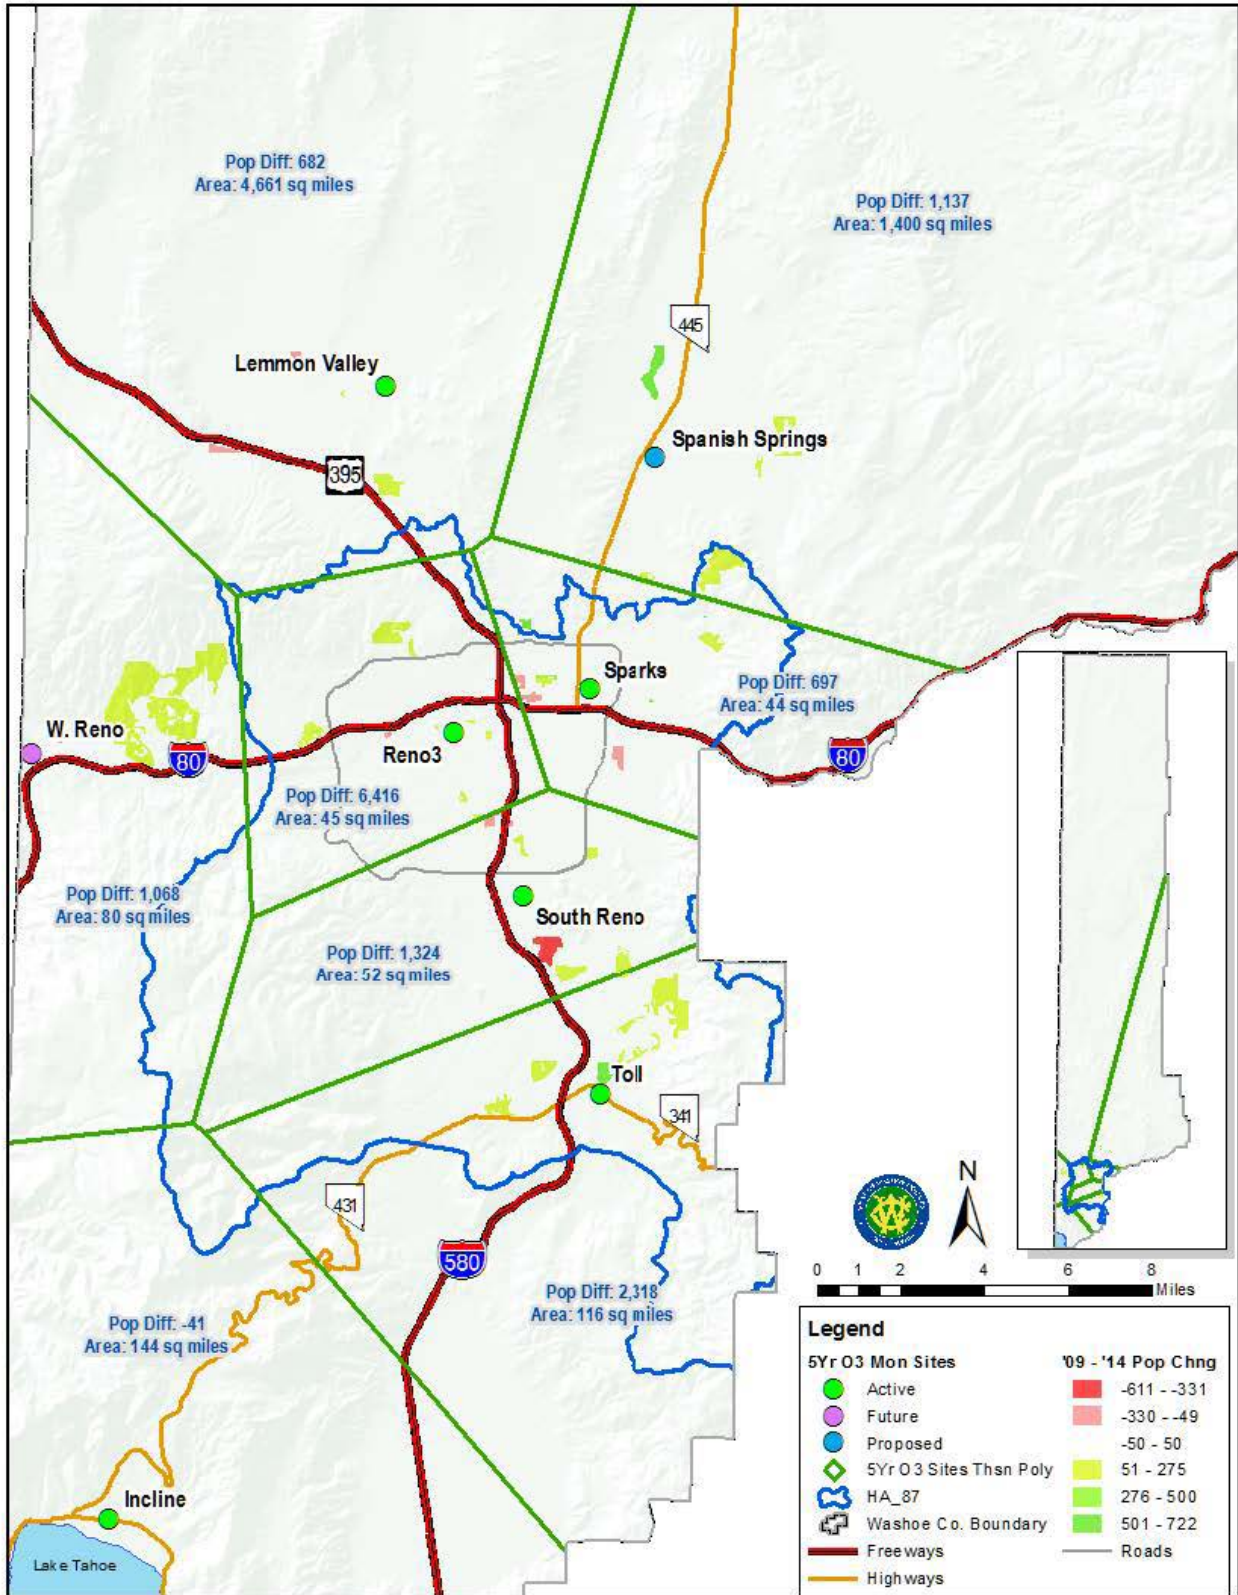 Pop Diff: 682
Area: 4,661 sq miles
Pop Diff: 1,137
Area: 1,400 sq miles
445
Lemmon Valley
Spanish Springs
395
Sparks
Pop Diff: 697
Area: 44 sq miles
W. Reno
80
Reno3
80
Pop Diff: 6,416
Area: 45 sq miles
Pop Diff: 1,068
Area: 80 sq miles
South Reno
Pop Diff: 1,324
Area: 52 sq miles
Toll
341
431
580
N
Pop Diff: 2,318
Area: 116 sq miles
0 1 2 4 6 8
Miles
Pop Diff: -41
Area: 144 sq miles
Incline
Lake Tahoe
Legend
5Yr O3 Mon Sites
Active
Future
Proposed
5Yr O3 Sites Thsn Poly
HA_87
Washoe Co. Boundary
Freeways
Highways
'09 - '14 Pop Chng
-611 - -331
-330 - -49
-50 - 50
51 - 275
276 - 500
501 - 722
Roads